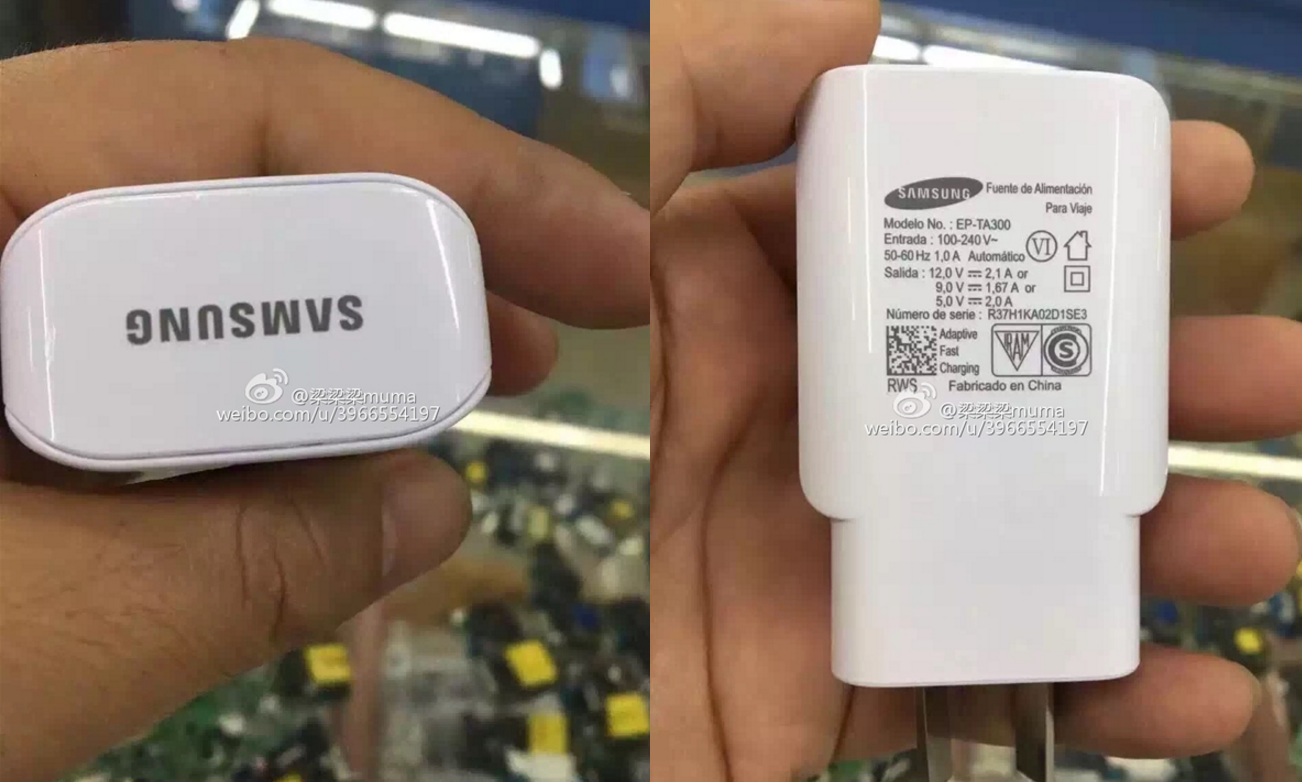 SAMSUNG
@梁梁梁muma
weibo.com/u/3966554197
SAMSUNG Fuente de Alimentación
Para Viaje
Modelo No. : EP-TA300
Entrada : 100-240 V~
50-60 Hz 1,0 A Automático
VI
Salida : 12,0 V ⎓ 2,1 A or
9,0 V ⎓ 1,67 A or
5,0 V ⎓ 2,0 A
Número de serie : R37H1KA02D1SE3
Adaptive
Fast
Charging
IRAM
S
RWS Fabricado en China
@梁梁梁muma
weibo.com/u/3966554197